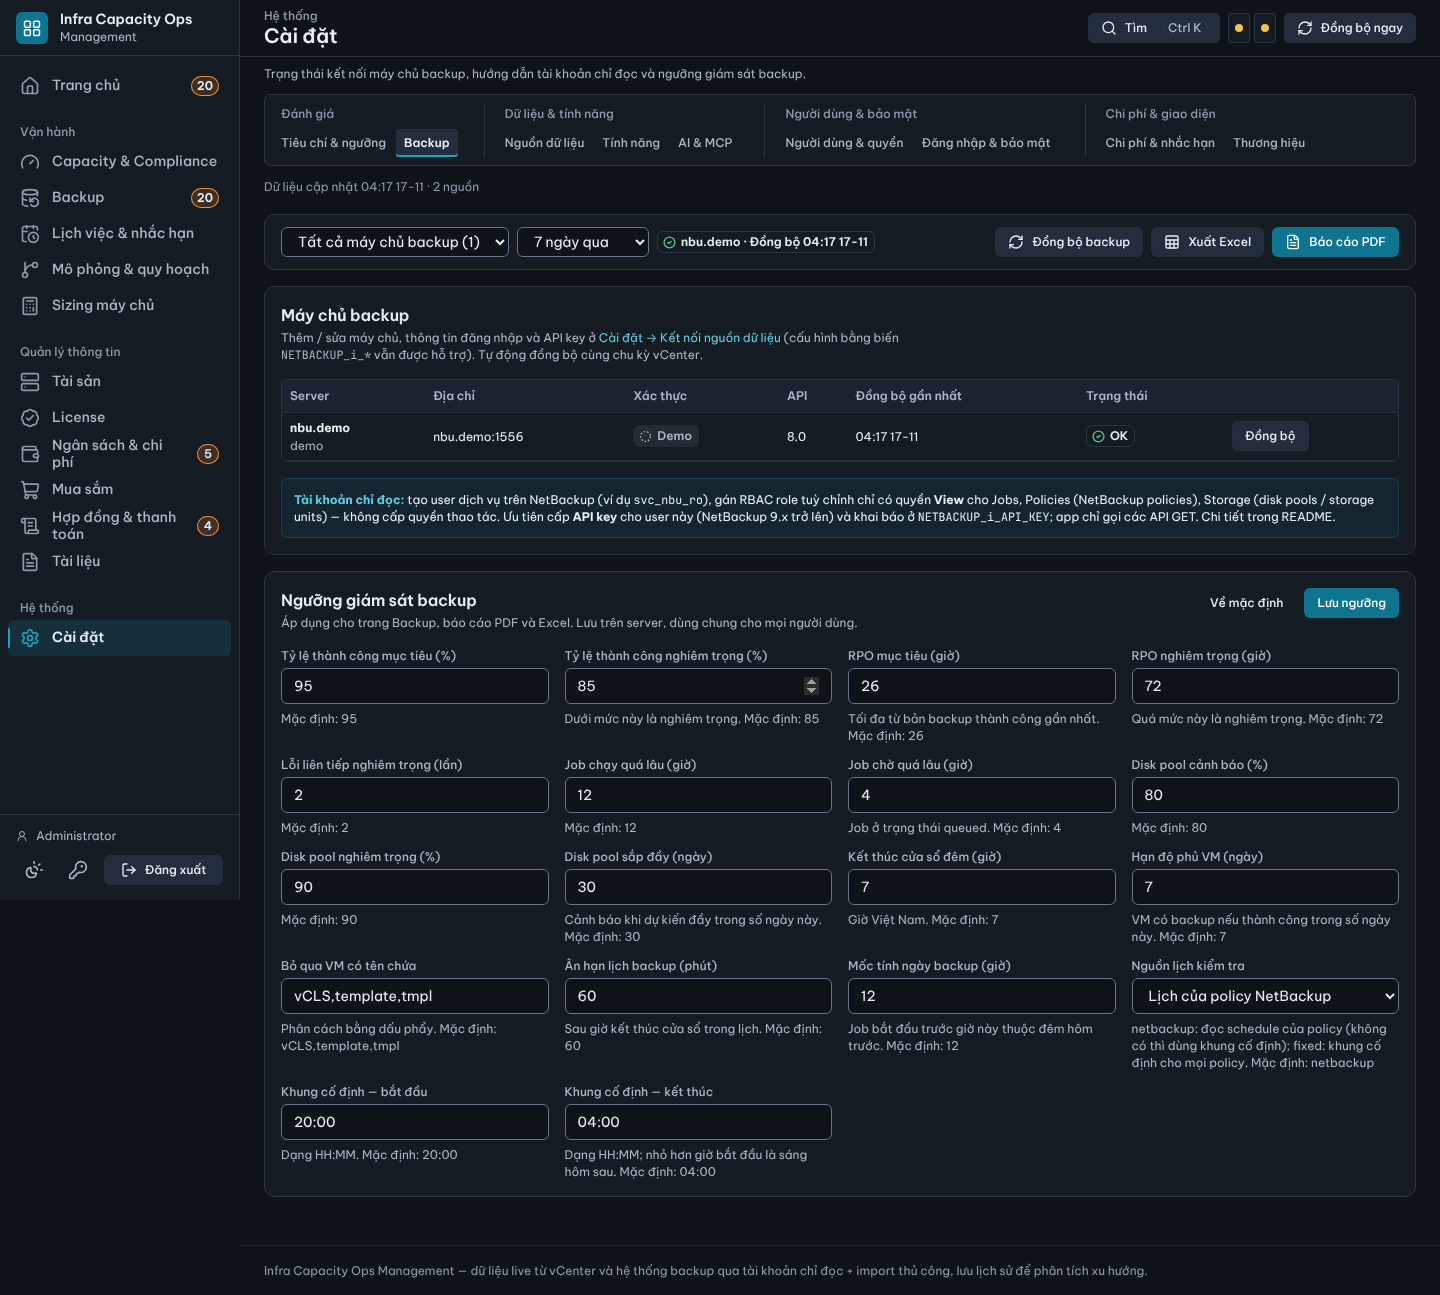 Infra Capacity Ops
Management
Trang chủ
20
Vận hành
Capacity & Compliance
Backup
20
Lịch việc & nhắc hạn
Mô phỏng & quy hoạch
Sizing máy chủ
Quản lý thông tin
Tài sản
License
Ngân sách & chi
phí
5
Mua sắm
Hợp đồng & thanh
toán
4
Tài liệu
Hệ thống
Cài đặt
Administrator
Đăng xuất
Hệ thống
Cài đặt
Tìm Ctrl K
Đồng bộ ngay
Trạng thái kết nối máy chủ backup, hướng dẫn tài khoản chỉ đọc và ngưỡng giám sát backup.
Đánh giá
Tiêu chí & ngưỡng Backup
Dữ liệu & tính năng
Nguồn dữ liệu Tính năng AI & MCP
Người dùng & bảo mật
Người dùng & quyền Đăng nhập & bảo mật
Chi phí & giao diện
Chi phí & nhắc hạn Thương hiệu
Dữ liệu cập nhật 04:17 17-11 · 2 nguồn
Tất cả máy chủ backup (1)
7 ngày qua
nbu.demo · Đồng bộ 04:17 17-11
Đồng bộ backup
Xuất Excel
Báo cáo PDF
Máy chủ backup
Thêm / sửa máy chủ, thông tin đăng nhập và API key ở Cài đặt → Kết nối nguồn dữ liệu (cấu hình bằng biến
NETBACKUP_i_* vẫn được hỗ trợ). Tự động đồng bộ cùng chu kỳ vCenter.
Server Địa chỉ Xác thực API Đồng bộ gần nhất Trạng thái
nbu.demo
demo
nbu.demo:1556
Demo
8.0
04:17 17-11
OK
Đồng bộ
Tài khoản chỉ đọc: tạo user dịch vụ trên NetBackup (ví dụ svc_nbu_ro), gán RBAC role tuỳ chỉnh chỉ có quyền View cho Jobs, Policies (NetBackup policies), Storage (disk pools / storage
units) — không cấp quyền thao tác. Ưu tiên cấp API key cho user này (NetBackup 9.x trở lên) và khai báo ở NETBACKUP_i_API_KEY; app chỉ gọi các API GET. Chi tiết trong README.
Ngưỡng giám sát backup
Áp dụng cho trang Backup, báo cáo PDF và Excel. Lưu trên server, dùng chung cho mọi người dùng.
Về mặc định
Lưu ngưỡng
Tỷ lệ thành công mục tiêu (%)
95
Mặc định: 95
Tỷ lệ thành công nghiêm trọng (%)
85
Dưới mức này là nghiêm trọng. Mặc định: 85
RPO mục tiêu (giờ)
26
Tối đa từ bản backup thành công gần nhất.
Mặc định: 26
RPO nghiêm trọng (giờ)
72
Quá mức này là nghiêm trọng. Mặc định: 72
Lỗi liên tiếp nghiêm trọng (lần)
2
Mặc định: 2
Job chạy quá lâu (giờ)
12
Mặc định: 12
Job chờ quá lâu (giờ)
4
Job ở trạng thái queued. Mặc định: 4
Disk pool cảnh báo (%)
80
Mặc định: 80
Disk pool nghiêm trọng (%)
90
Mặc định: 90
Disk pool sắp đầy (ngày)
30
Cảnh báo khi dự kiến đầy trong số ngày này.
Mặc định: 30
Kết thúc cửa sổ đêm (giờ)
7
Giờ Việt Nam. Mặc định: 7
Hạn độ phủ VM (ngày)
7
VM có backup nếu thành công trong số ngày
này. Mặc định: 7
Bỏ qua VM có tên chứa
vCLS,template,tmpl
Phân cách bằng dấu phẩy. Mặc định:
vCLS,template,tmpl
Ân hạn lịch backup (phút)
60
Sau giờ kết thúc cửa sổ trong lịch. Mặc định:
60
Mốc tính ngày backup (giờ)
12
Job bắt đầu trước giờ này thuộc đêm hôm
trước. Mặc định: 12
Nguồn lịch kiểm tra
Lịch của policy NetBackup
netbackup: đọc schedule của policy (không
có thì dùng khung cố định); fixed: khung cố
định cho mọi policy. Mặc định: netbackup
Khung cố định — bắt đầu
20:00
Dạng HH:MM. Mặc định: 20:00
Khung cố định — kết thúc
04:00
Dạng HH:MM; nhỏ hơn giờ bắt đầu là sáng
hôm sau. Mặc định: 04:00
Infra Capacity Ops Management — dữ liệu live từ vCenter và hệ thống backup qua tài khoản chỉ đọc + import thủ công, lưu lịch sử để phân tích xu hướng.